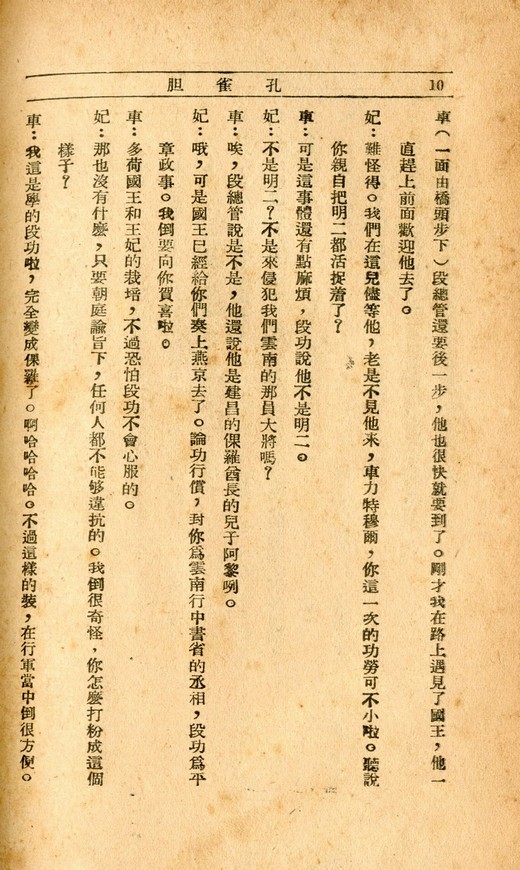 10
孔雀胆
車(一面由橋頭步下)段總管還要後一步,他也很快就要到了。剛才我在路上遇見了國王,他一
直趕上前面歡迎他去了。
妃:難怪得。我們在這兒儘等他,老是不見他來,車力特穆爾,你這一次的功勞可不小啦。聽說
你親自把明二都活捉着了?
車:可是這事體還有點麻煩,段功說他不是明二。
妃:不是明二?不是來侵犯我們雲南的那員大將嗎?
車:唉,段總管說是不是,他還說他是建昌的倮羅酋長的兒子阿黎咧。
妃:哦,可是國王已經給你們奏上燕京去了。論功行償,封你爲雲南行中書省的丞相,段功爲平
章政事。我倒要向你賀喜啦。
車:多荷國王和王妃的栽培,不過恐怕段功不會心服的。
妃:那也沒有什麽,只要朝庭諭旨下,任何人都不能够違抗的。我倒很奇怪,你怎麽打粉成這個
樣子?
車:我這是學的段功啦,完全變成倮羅了。啊哈哈哈哈。不過這樣的裝,在行軍當中倒很方便。